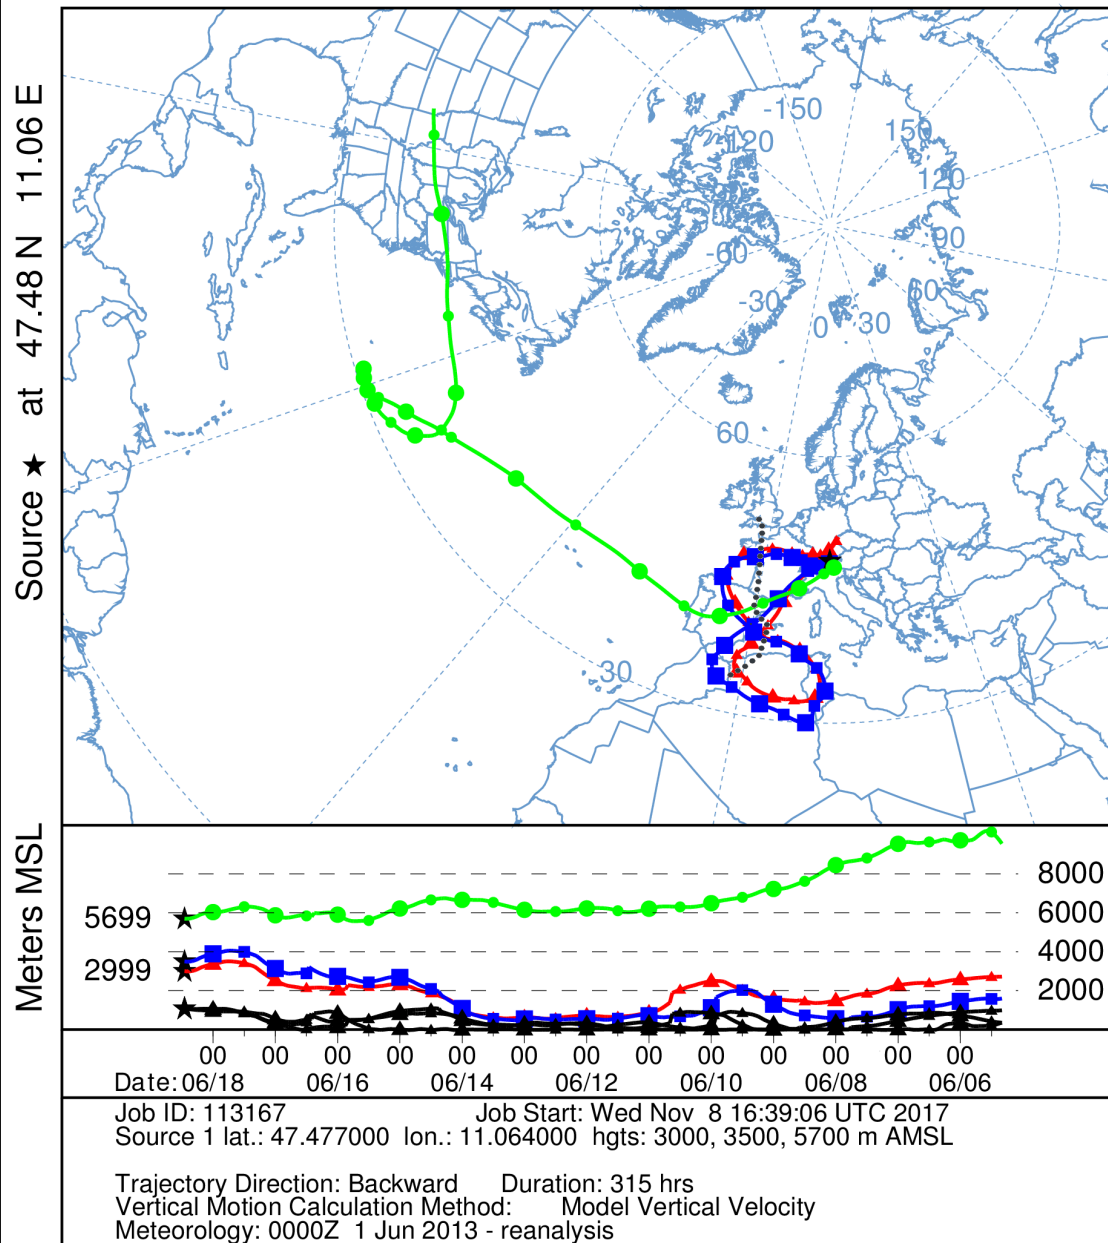 Source ★ at 47.48 N 11.06 E
-150
150
120
120
-60
90
-30
60
0
30
60
30
Meters MSL
8000
5699
6000
4000
2999
2000
00 00 00 00 00 00 00 00 00 00 00 00 00
Date: 06/18 06/16 06/14 06/12 06/10 06/08 06/06
Job ID: 113167 Job Start: Wed Nov 8 16:39:06 UTC 2017
Source 1 lat.: 47.477000 lon.: 11.064000 hgts: 3000, 3500, 5700 m AMSL
Trajectory Direction: Backward Duration: 315 hrs
Vertical Motion Calculation Method: Model Vertical Velocity
Meteorology: 0000Z 1 Jun 2013 - reanalysis